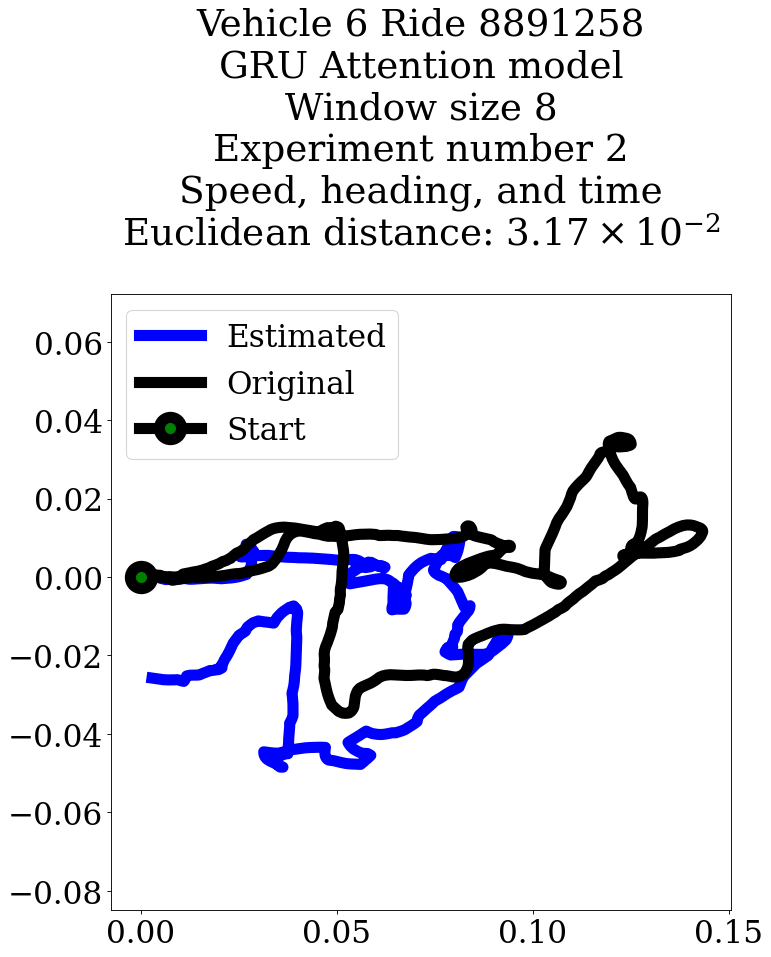 Vehicle 6 Ride 8891258
GRU Attention model
Window size 8
Experiment number 2
Speed, heading, and time
Euclidean distance: 3.17 × 10⁻²
Estimated
Original
Start
0.06
0.04
0.02
0.00
−0.02
−0.04
−0.06
−0.08
0.00 0.05 0.10 0.15